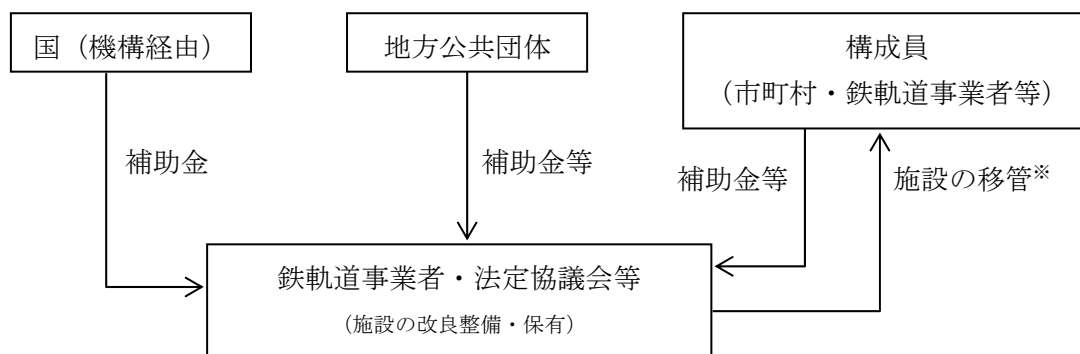 国（機構経由）
地方公共団体
構成員
（市町村・鉄軌道事業者等）
補助金
補助金等
補助金等
施設の移管※
鉄軌道事業者・法定協議会等
（施設の改良整備・保有）